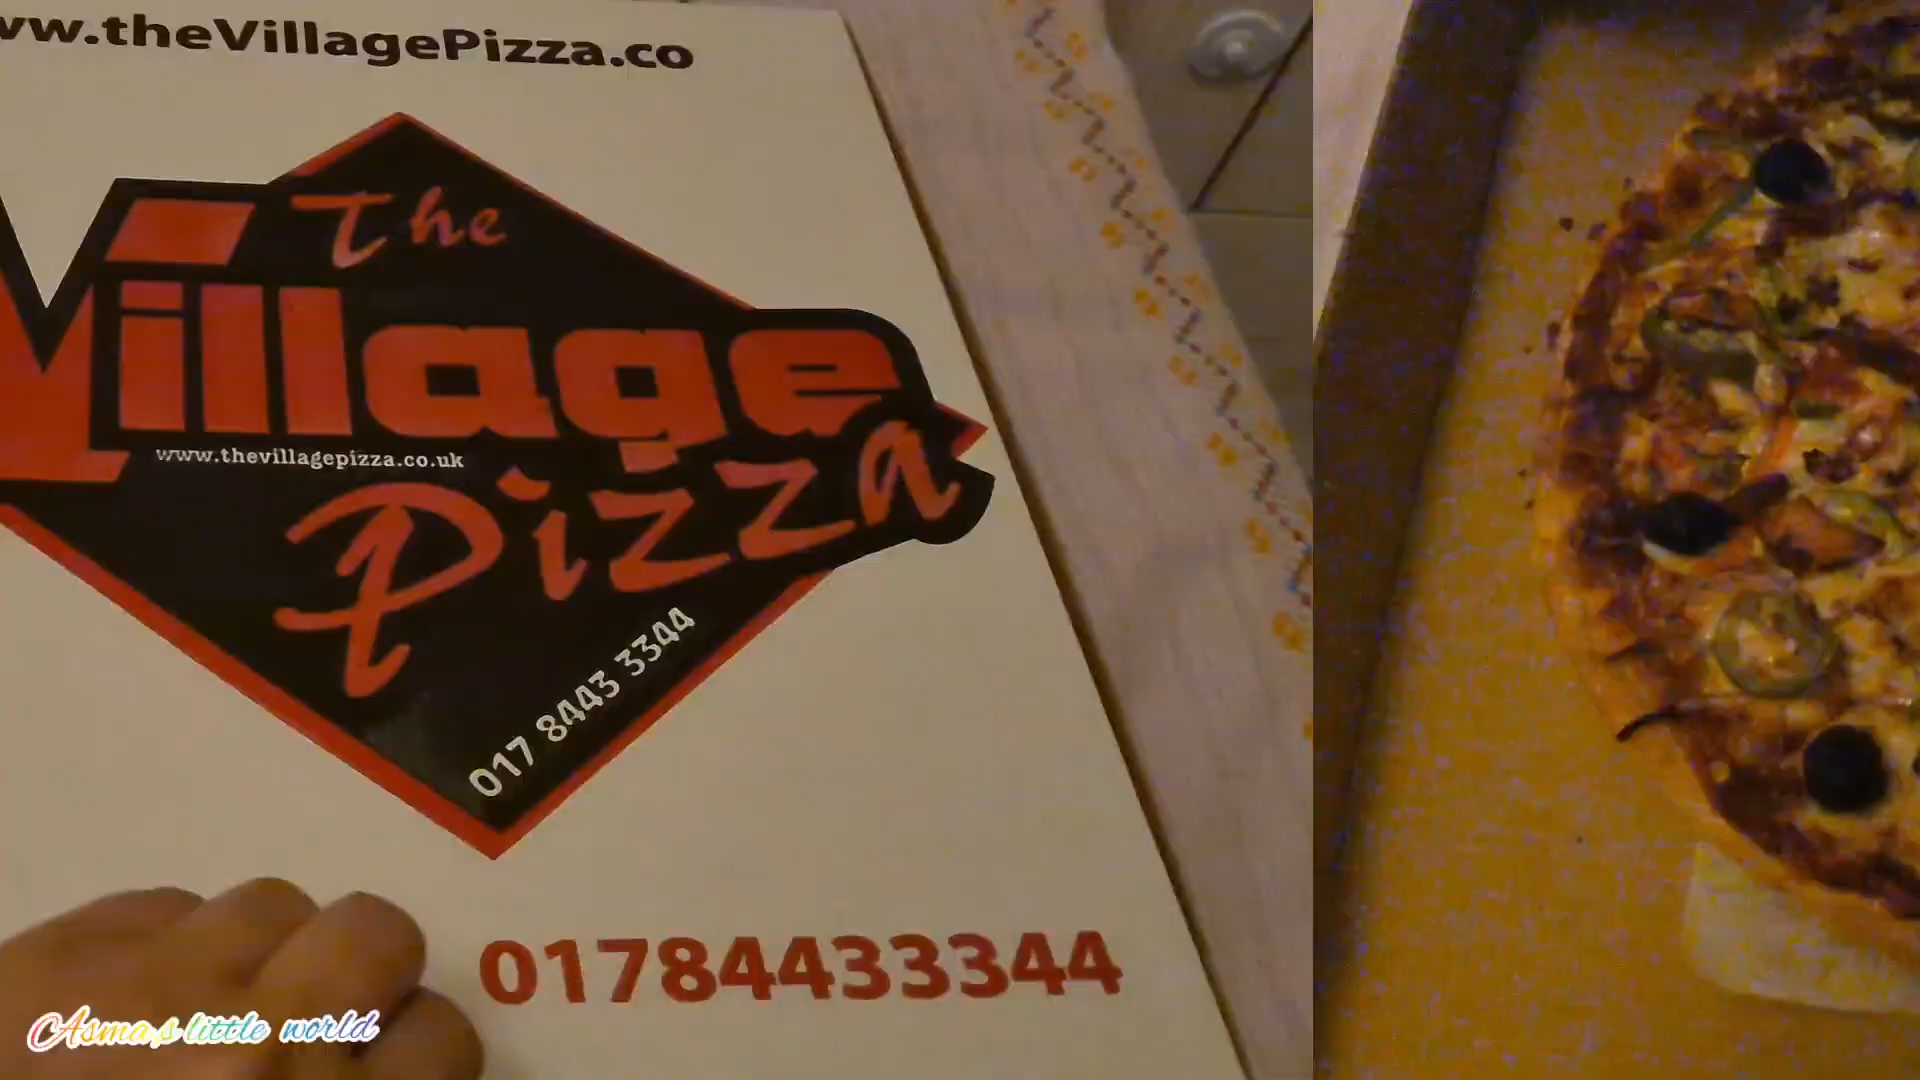 ww.theVillagePizza.co
The
Village
www.thevillagepizza.co.uk
Pizza
017 8443 3344
01784433344
Asma,s little world